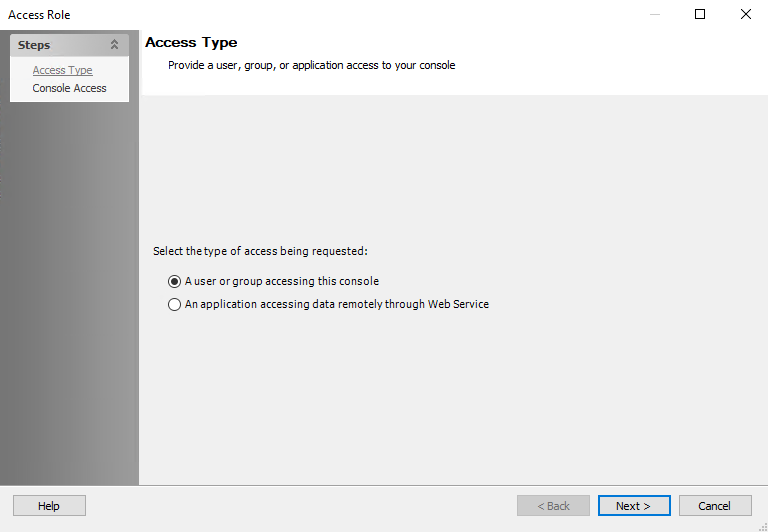 Access Role
Steps
Access Type
Console Access
Access Type
Provide a user, group, or application access to your console
Select the type of access being requested:
A user or group accessing this console
An application accessing data remotely through Web Service
Help
< Back
Next >
Cancel